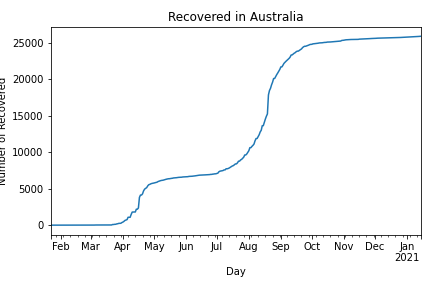 Recovered in Australia
25000
20000
15000
10000
5000
0
Number of Recovered
Feb Mar Apr May Jun Jul Aug Sep Oct Nov Dec Jan
2021
Day